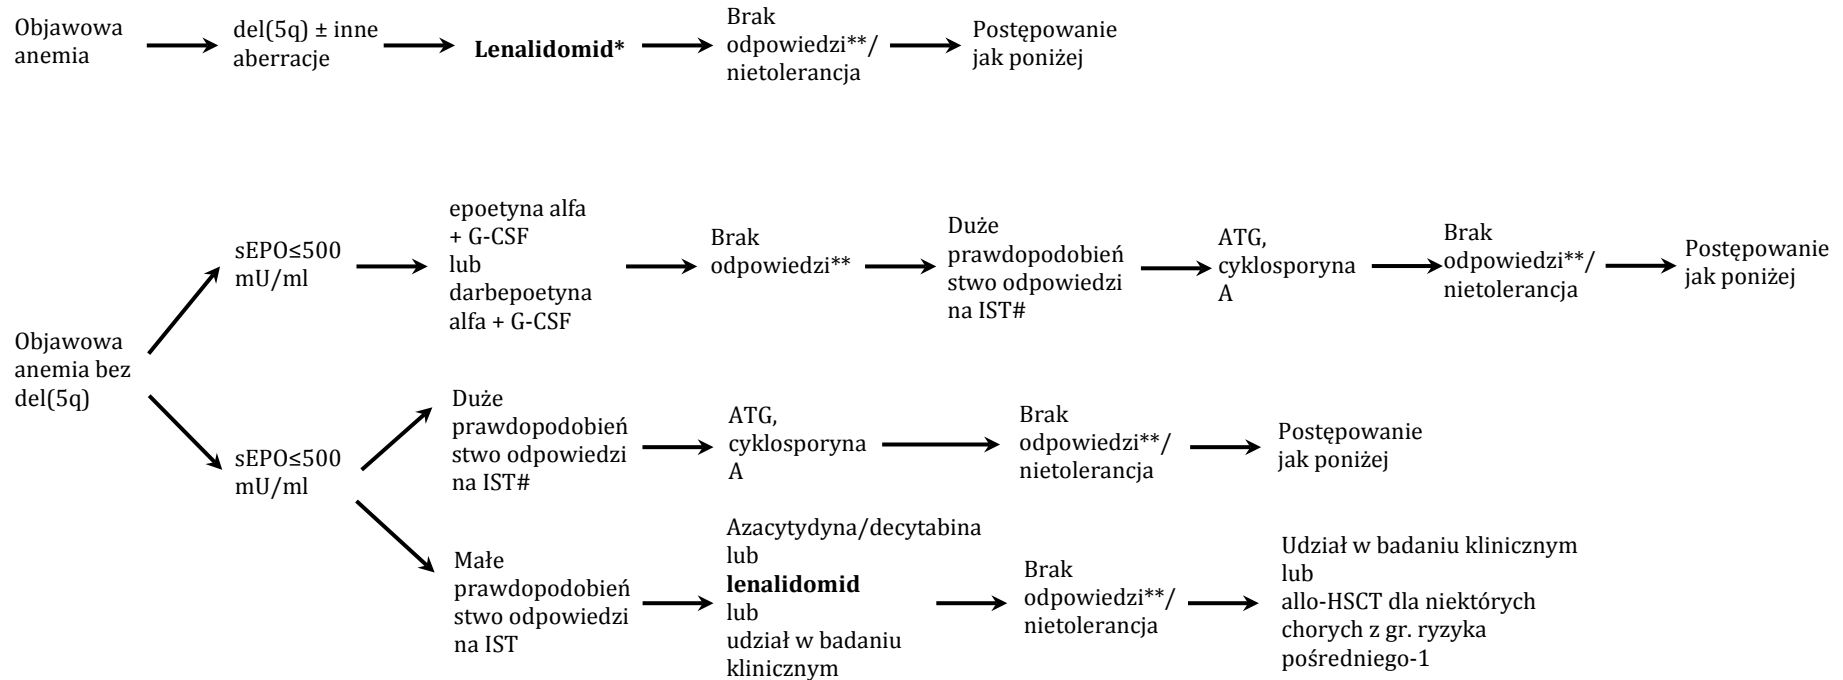 Objawowa
anemia
del(5q) ± inne
aberracje
Lenalidomid*
Brak
odpowiedzi**/
nietolerancja
Postępowanie
jak poniżej
Objawowa
anemia bez
del(5q)
sEPO≤500
mU/ml
epoetyna alfa
+ G-CSF
lub
darbepoetyna
alfa + G-CSF
Brak
odpowiedzi**
Duże
prawdopodobień
stwo odpowiedzi
na IST#
ATG,
cyklosporyna
A
Brak
odpowiedzi**/
nietolerancja
Postępowanie
jak poniżej
sEPO≤500
mU/ml
Duże
prawdopodobień
stwo odpowiedzi
na IST#
ATG,
cyklosporyna
A
Brak
odpowiedzi**/
nietolerancja
Postępowanie
jak poniżej
Małe
prawdopodobień
stwo odpowiedzi
na IST
Azacytydyna/decytabina
lub
lenalidomid
lub
udział w badaniu
klinicznym
Brak
odpowiedzi**/
nietolerancja
Udział w badaniu klinicznym
lub
allo-HSCT dla niektórych
chorych z gr. ryzyka
pośredniego-1